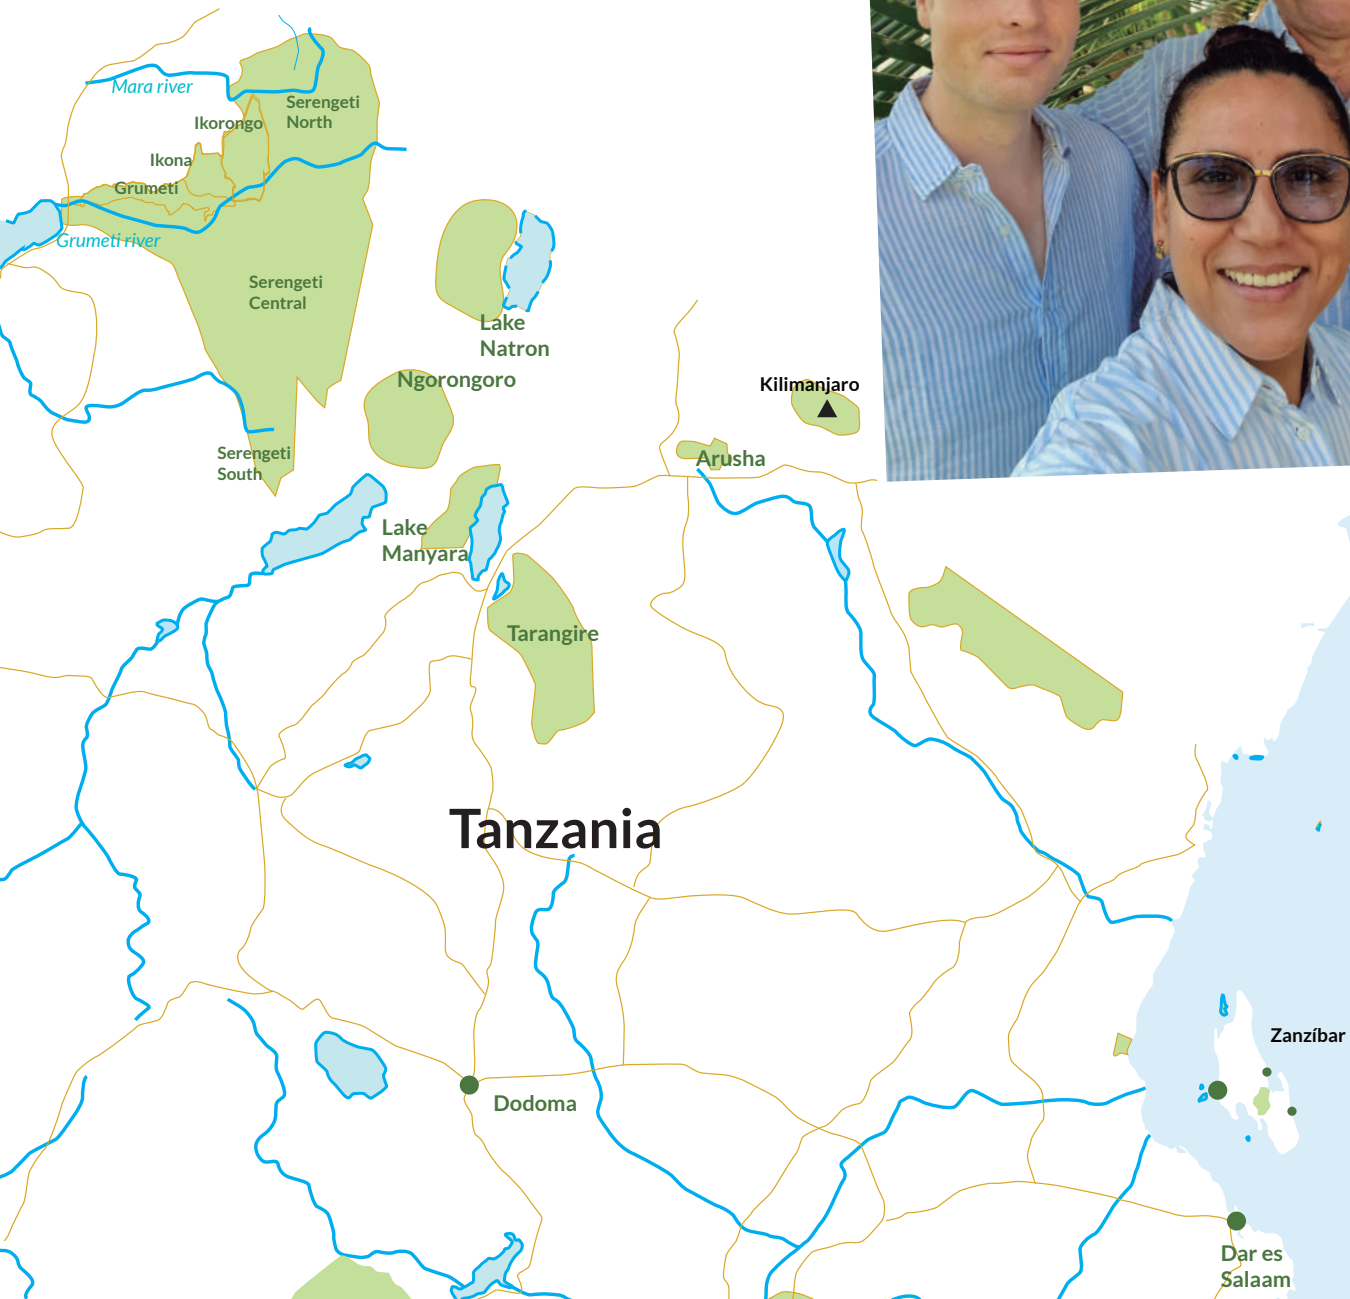 Mara river
Serengeti
North
Ikorongo
Ikona
Grumeti
Grumeti river
Serengeti
Central
Lake
Natron
Ngorongoro
Kilimanjaro
Serengeti
South
Arusha
Lake
Manyara
Tarangire
Tanzania
Zanzíbar
Dodoma
Dar es
Salaam